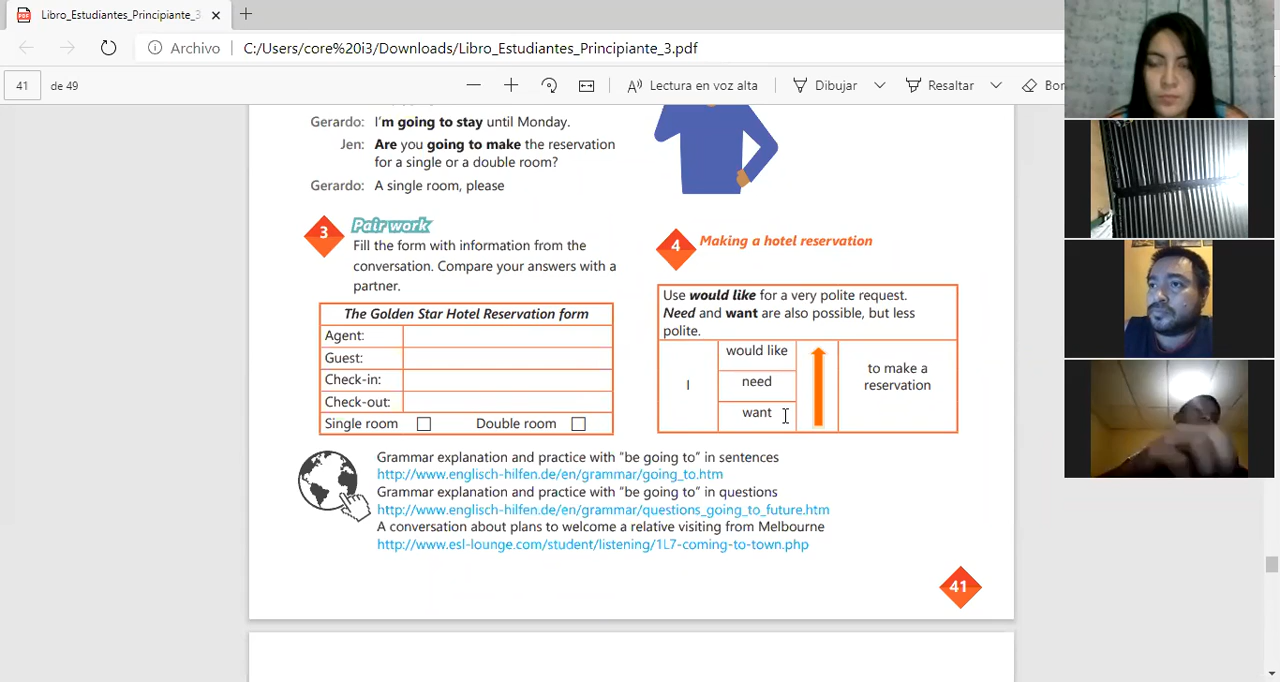 Libro_Estudiantes_Principiante_3
Archivo
C:/Users/core%20i3/Downloads/Libro_Estudiantes_Principiante_3.pdf
41 de 49
Lectura en voz alta
Dibujar
Resaltar
Gerardo: I'm going to stay until Monday.
Jen: Are you going to make the reservation
for a single or a double room?
Gerardo: A single room, please
3 Pair work
Fill the form with information from the
conversation. Compare your answers with a
partner.
The Golden Star Hotel Reservation form
Agent:
Guest:
Check-in:
Check-out:
Single room Double room
4 Making a hotel reservation
Use would like for a very polite request.
Need and want are also possible, but less
polite.
I
would like
need
want
to make a
reservation
Grammar explanation and practice with "be going to" in sentences
http://www.englisch-hilfen.de/en/grammar/going_to.htm
Grammar explanation and practice with "be going to" in questions
http://www.englisch-hilfen.de/en/grammar/questions_going_to_future.htm
A conversation about plans to welcome a relative visiting from Melbourne
http://www.esl-lounge.com/student/listening/1L7-coming-to-town.php
41